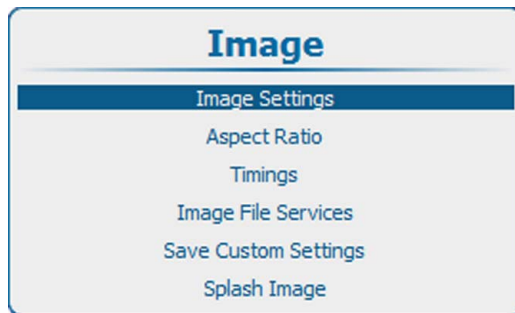 Image
Image Settings
Aspect Ratio
Timings
Image File Services
Save Custom Settings
Splash Image